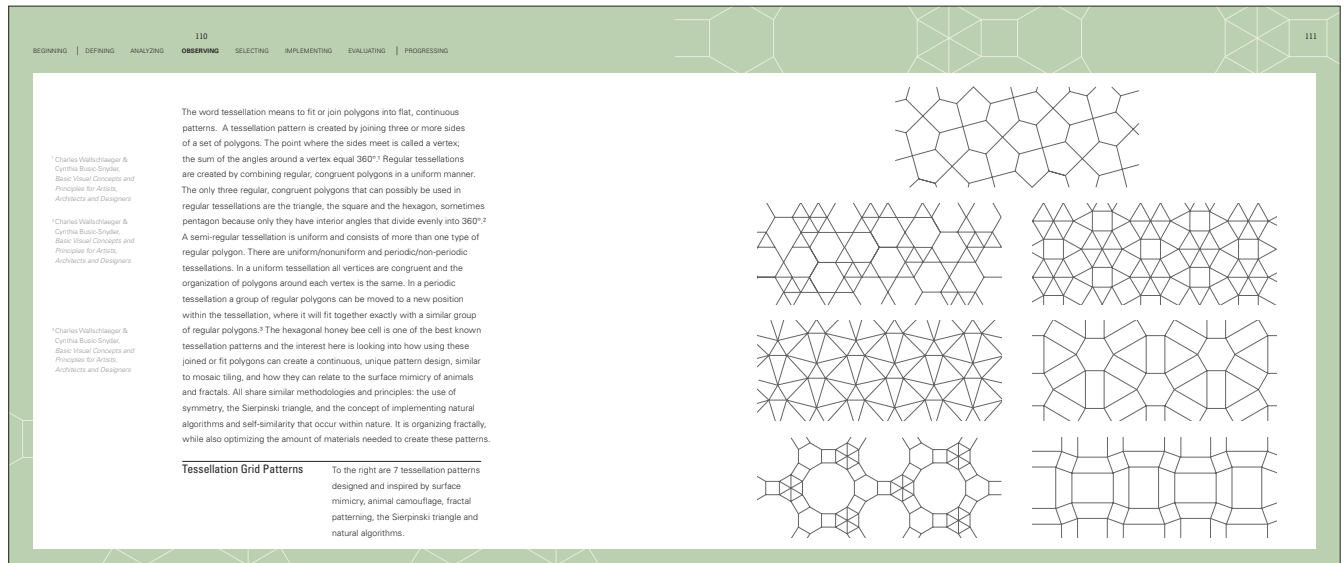 110
111
BEGINNING | DEFINING ANALYZING OBSERVING SELECTING IMPLEMENTING EVALUATING | PROGRESSING
The word tessellation means to fit or join polygons into flat, continuous
patterns. A tessellation pattern is created by joining three or more sides
of a set of polygons. The point where the sides meet is called a vertex;
the sum of the angles around a vertex equal 360º.¹ Regular tessellations
are created by combining regular, congruent polygons in a uniform manner.
The only three regular, congruent polygons that can possibly be used in
regular tessellations are the triangle, the square and the hexagon, sometimes
pentagon because only they have interior angles that divide evenly into 360º.²
A semi-regular tessellation is uniform and consists of more than one type of
regular polygon. There are uniform/nonuniform and periodic/non-periodic
tessellations. In a uniform tessellation all vertices are congruent and the
organization of polygons around each vertex is the same. In a periodic
tessellation a group of regular polygons can be moved to a new position
within the tessellation, where it will fit together exactly with a similar group
of regular polygons.³ The hexagonal honey bee cell is one of the best known
tessellation patterns and the interest here is looking into how using these
joined or fit polygons can create a continuous, unique pattern design, similar
to mosaic tiling, and how they can relate to the surface mimicry of animals
and fractals. All share similar methodologies and principles: the use of
symmetry, the Sierpinski triangle, and the concept of implementing natural
algorithms and self-similarity that occur within nature. It is organizing fractally,
while also optimizing the amount of materials needed to create these patterns.
¹ Charles Wallschlaeger &
Cynthia Busic-Snyder,
Basic Visual Concepts and
Principles for Artists,
Architects and Designers
² Charles Wallschlaeger &
Cynthia Busic-Snyder,
Basic Visual Concepts and
Principles for Artists,
Architects and Designers
³ Charles Wallschlaeger &
Cynthia Busic-Snyder,
Basic Visual Concepts and
Principles for Artists,
Architects and Designers
Tessellation Grid Patterns
To the right are 7 tessellation patterns
designed and inspired by surface
mimicry, animal camouflage, fractal
patterning, the Sierpinski triangle and
natural algorithms.